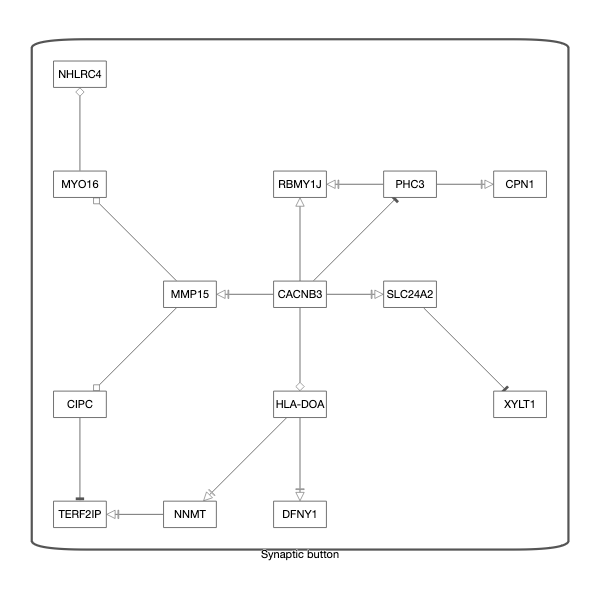 NHLRC4
MYO16
RBMY1J
PHC3
CPN1
MMP15
CACNB3
SLC24A2
CIPC
HLA-DOA
XYLT1
TERF2IP
NNMT
DFNY1
Synaptic button